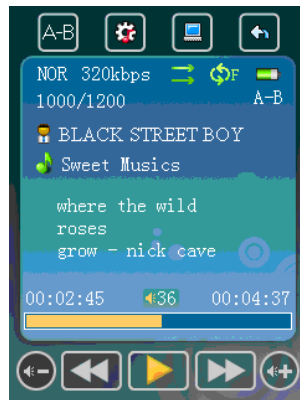 A-B
NOR 320kbps F
1000/1200 A-B
BLACK STREET BOY
Sweet Musics
where the wild
roses
grow - nick cave
00:02:45 36 00:04:37